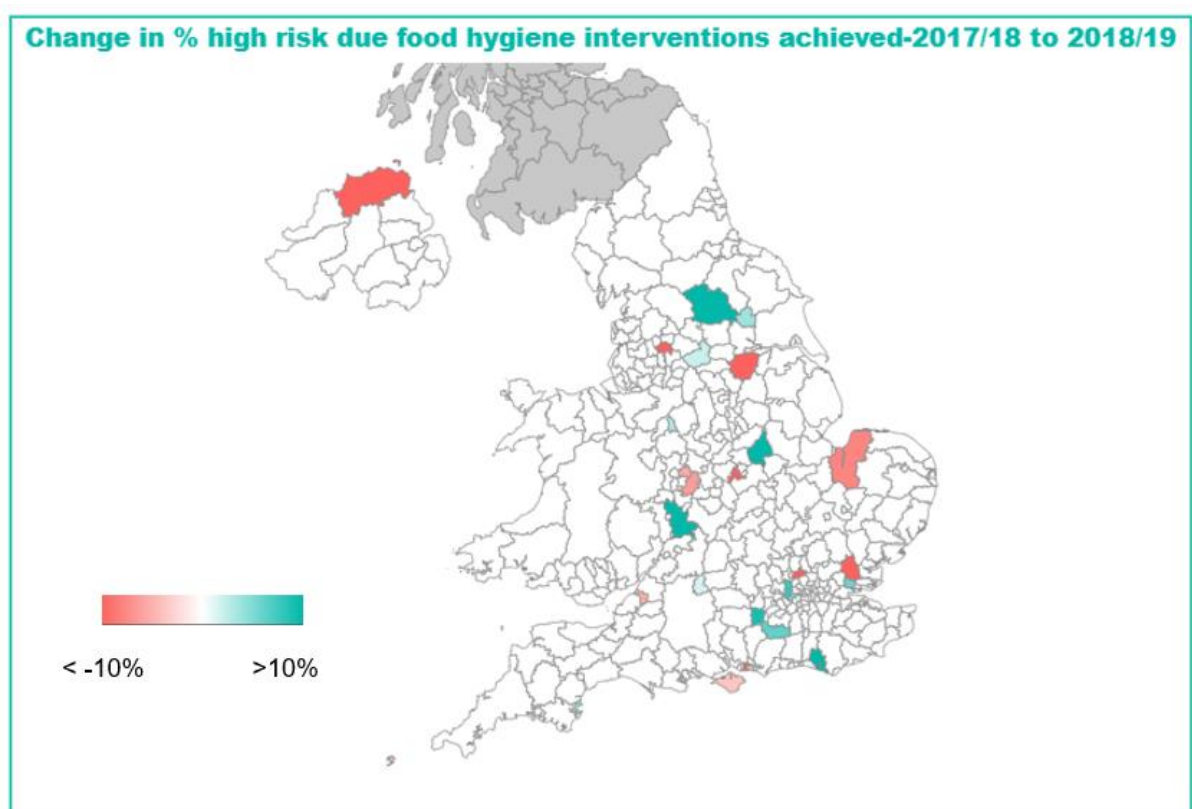 Change in % high risk due food hygiene interventions achieved-2017/18 to 2018/19
< -10% >10%